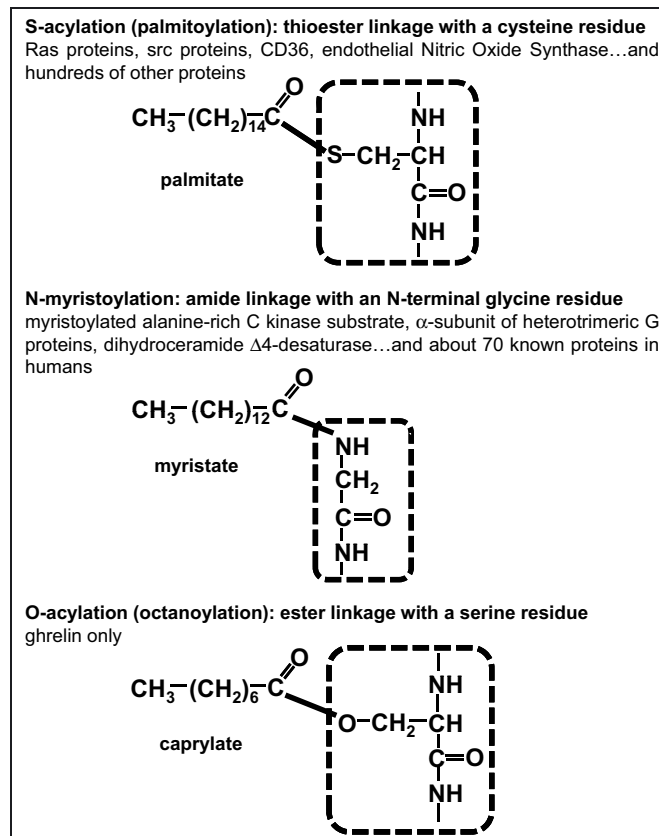 S-acylation (palmitoylation): thioester linkage with a cysteine residue
Ras proteins, src proteins, CD36, endothelial Nitric Oxide Synthase…and
hundreds of other proteins
O
CH₃–(CH₂)₁₄–C
NH
S–CH₂–CH
palmitate
C=O
NH
N-myristoylation: amide linkage with an N-terminal glycine residue
myristoylated alanine-rich C kinase substrate, α-subunit of heterotrimeric G
proteins, dihydroceramide Δ4-desaturase…and about 70 known proteins in
humans
O
CH₃–(CH₂)₁₂–C
NH
myristate
CH₂
C=O
NH
O-acylation (octanoylation): ester linkage with a serine residue
ghrelin only
O
CH₃–(CH₂)₆–C
NH
O–CH₂–CH
caprylate
C=O
NH